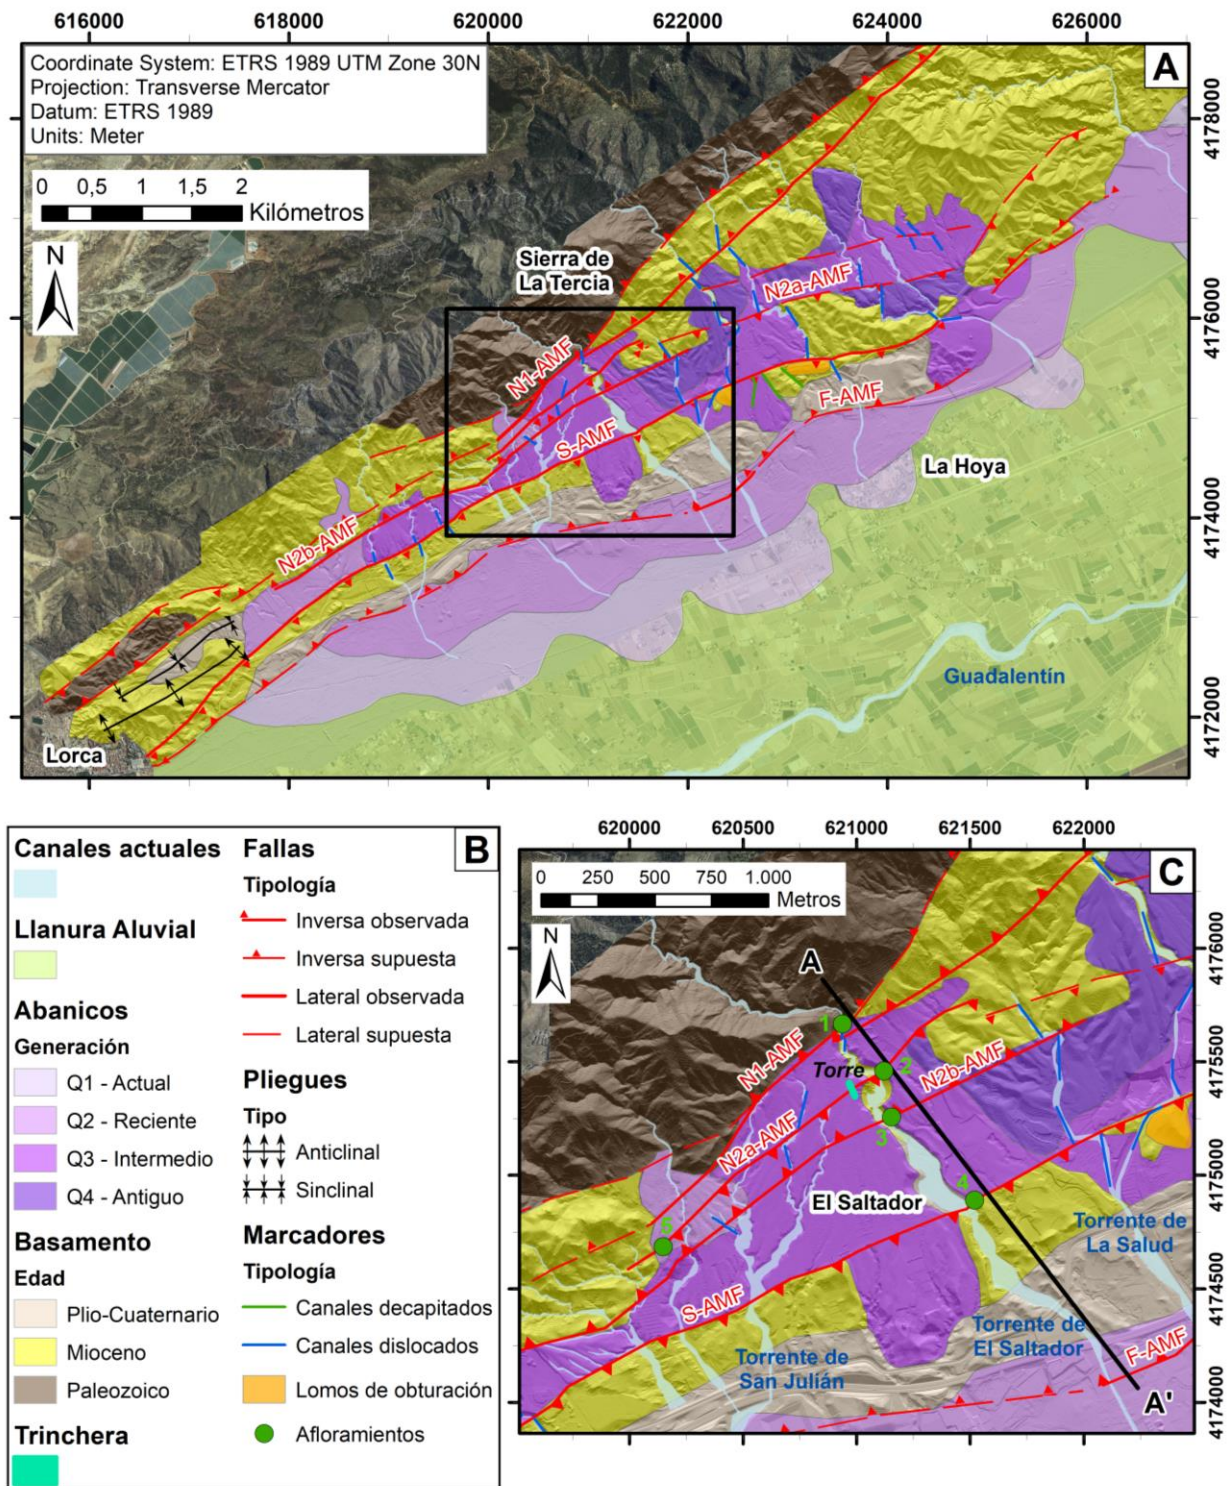 616000 618000 620000 622000 624000 626000
Coordinate System: ETRS 1989 UTM Zone 30N
Projection: Transverse Mercator
Datum: ETRS 1989
Units: Meter
A
4178000
0 0,5 1 2
Kilómetros
N
Sierra de
La Tercia
N2a-AMF
4176000
N1-AMF
F-AMF
S-AMF
La Hoya
4174000
N2b-AMF
Guadalentín
4172000
Lorca
B
Canales actuales
Llanura Aluvial
Abanicos
Generación
Q1 - Actual
Q2 - Reciente
Q3 - Intermedio
Q4 - Antiguo
Basamento
Edad
Plio-Cuaternario
Mioceno
Paleozoico
Trinchera
Fallas
Tipología
Inversa observada
Inversa supuesta
Lateral observada
Lateral supuesta
Pliegues
Tipo
Anticlinal
Sinclinal
Marcadores
Tipología
Canales decapitados
Canales dislocados
Lomos de obturación
Afloramientos
620000 620500 621000 621500 622000
C
0 250 500 750 1.000
Metros
N
4176000
A
1
N1-AMF
Torre
2
N2b-AMF
4175500
3
N2a-AMF
4175000
4
El Saltador
5
Torrente de
La Salud
4174500
S-AMF
Torrente de
El Saltador
F-AMF
Torrente de
San Julián
A'
4174000